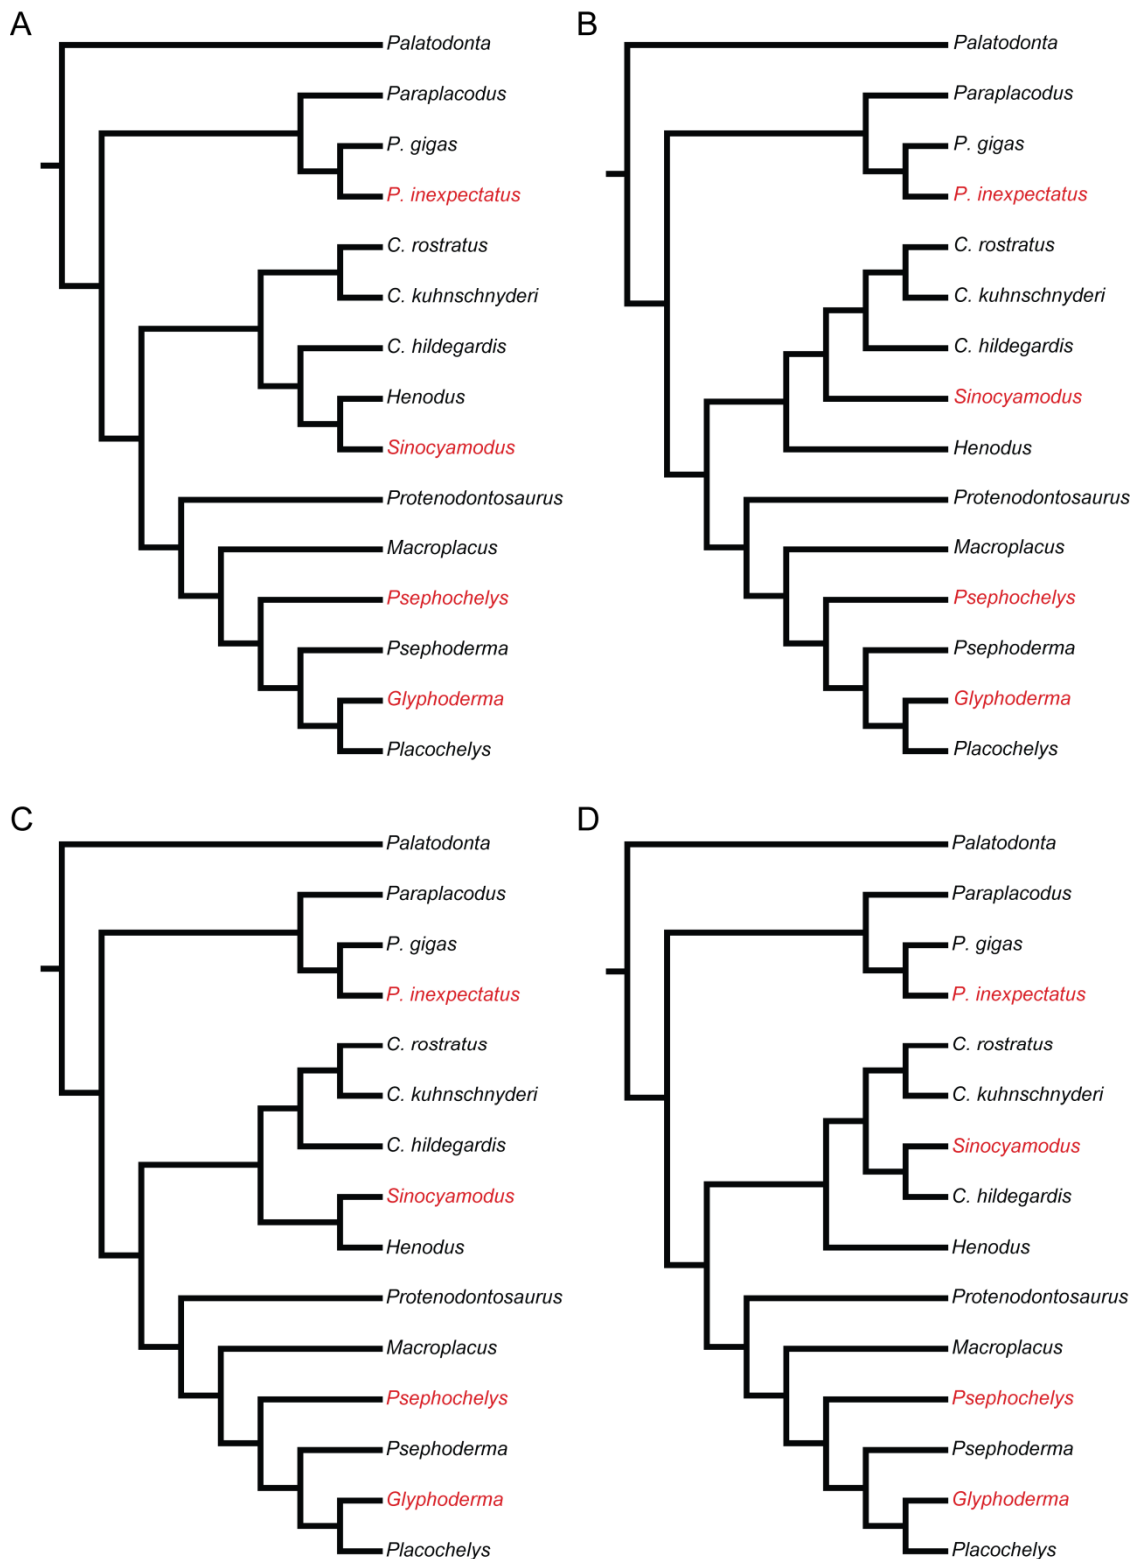 A
Palatodonta
Paraplacodus
P. gigas
P. inexpectatus
C. rostratus
C. kuhnschnyderi
C. hildegardis
Henodus
Sinocyamodus
Protenodontosaurus
Macroplacus
Psephochelys
Psephoderma
Glyphoderma
Placochelys
B
Palatodonta
Paraplacodus
P. gigas
P. inexpectatus
C. rostratus
C. kuhnschnyderi
C. hildegardis
Sinocyamodus
Henodus
Protenodontosaurus
Macroplacus
Psephochelys
Psephoderma
Glyphoderma
Placochelys
C
Palatodonta
Paraplacodus
P. gigas
P. inexpectatus
C. rostratus
C. kuhnschnyderi
C. hildegardis
Sinocyamodus
Henodus
Protenodontosaurus
Macroplacus
Psephochelys
Psephoderma
Glyphoderma
Placochelys
D
Palatodonta
Paraplacodus
P. gigas
P. inexpectatus
C. rostratus
C. kuhnschnyderi
Sinocyamodus
C. hildegardis
Henodus
Protenodontosaurus
Macroplacus
Psephochelys
Psephoderma
Glyphoderma
Placochelys